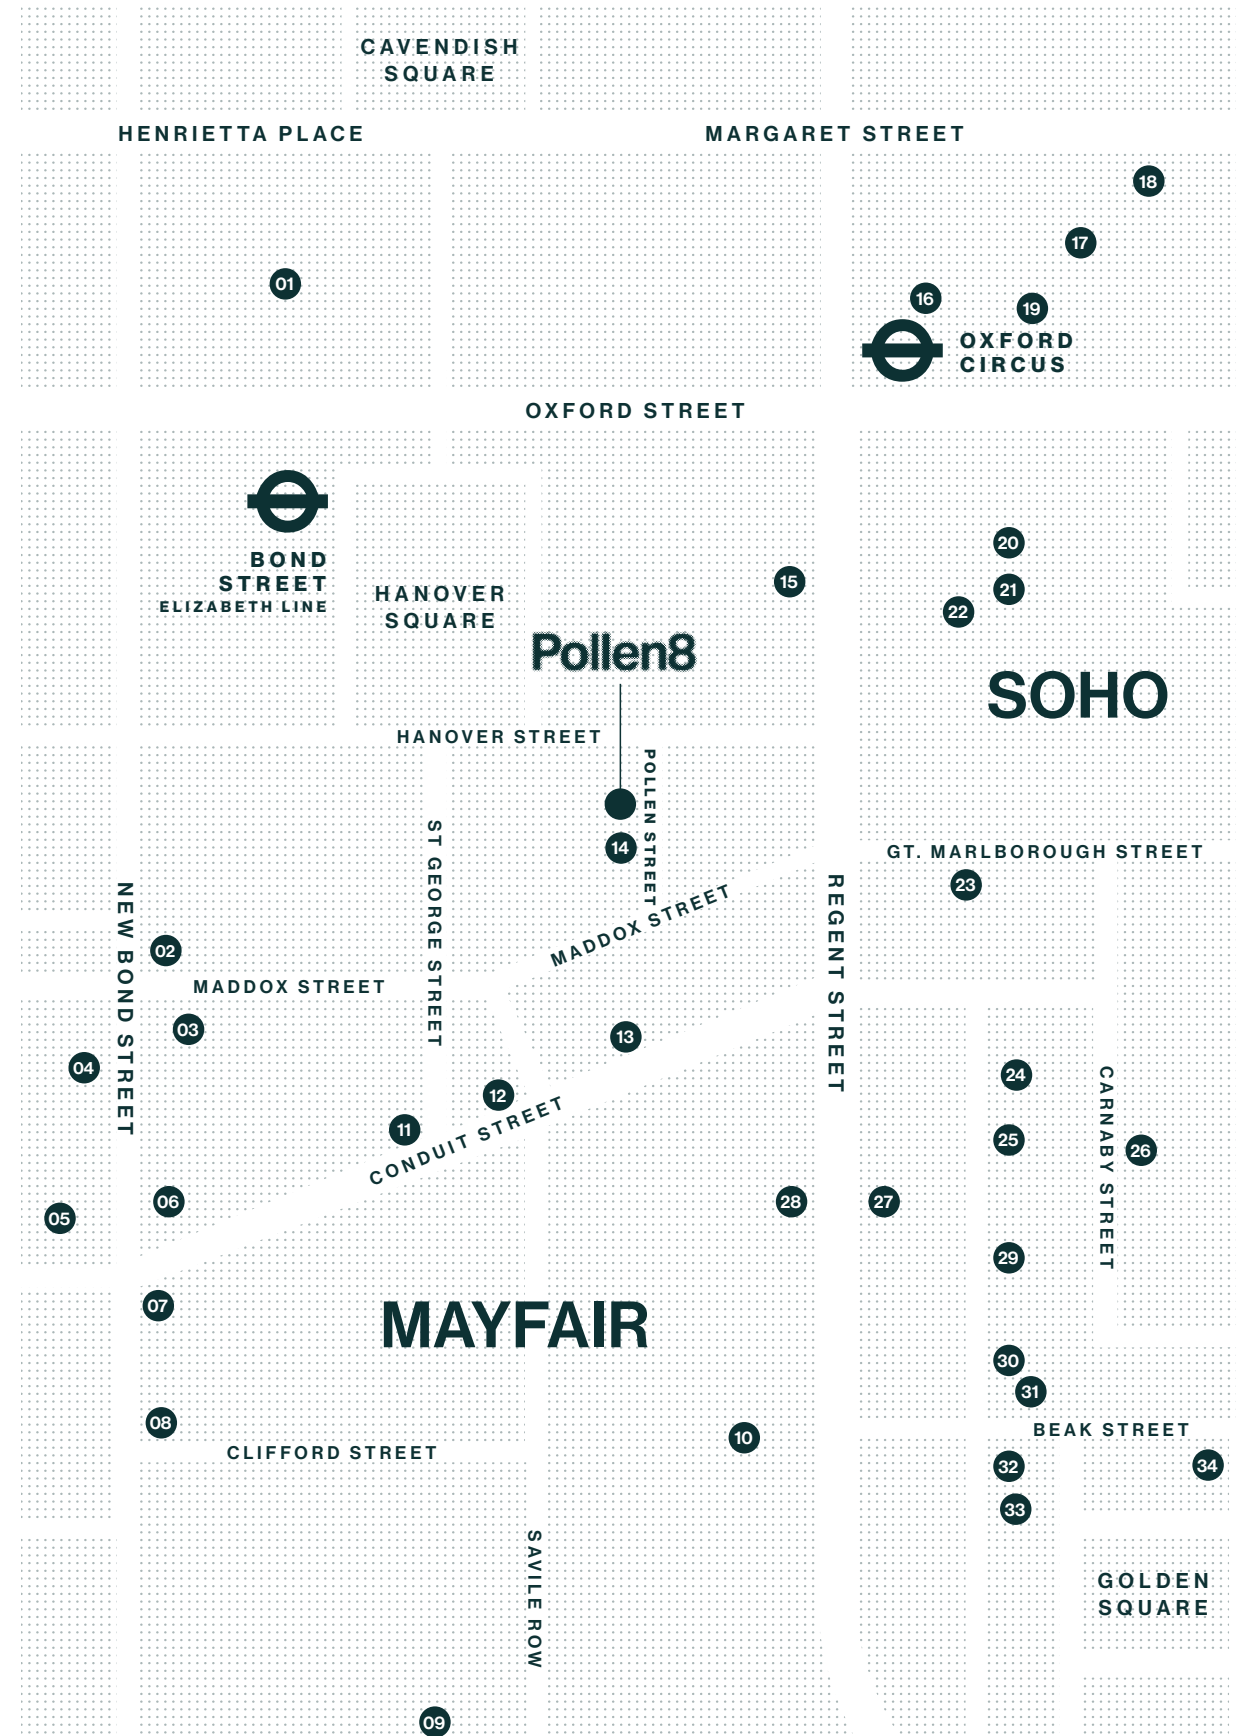 CAVENDISH
SQUARE
HENRIETTA PLACE
MARGARET STREET
18
17
01
16
19
OXFORD
CIRCUS
OXFORD STREET
BOND
STREET
ELIZABETH LINE
20
15
21
HANOVER
SQUARE
22
Pollen8
SOHO
HANOVER STREET
POLLEN STREET
14
GT. MARLBOROUGH STREET
23
ST GEORGE STREET
NEW BOND STREET
REGENT STREET
MADDOX STREET
02
MADDOX STREET
03
13
04
24
12
CONDUIT STREET
11
25
26
CARNABY STREET
06
28
27
05
29
07
MAYFAIR
30
31
08
BEAK STREET
10
CLIFFORD STREET
32
34
33
SAVILE ROW
GOLDEN
SQUARE
09